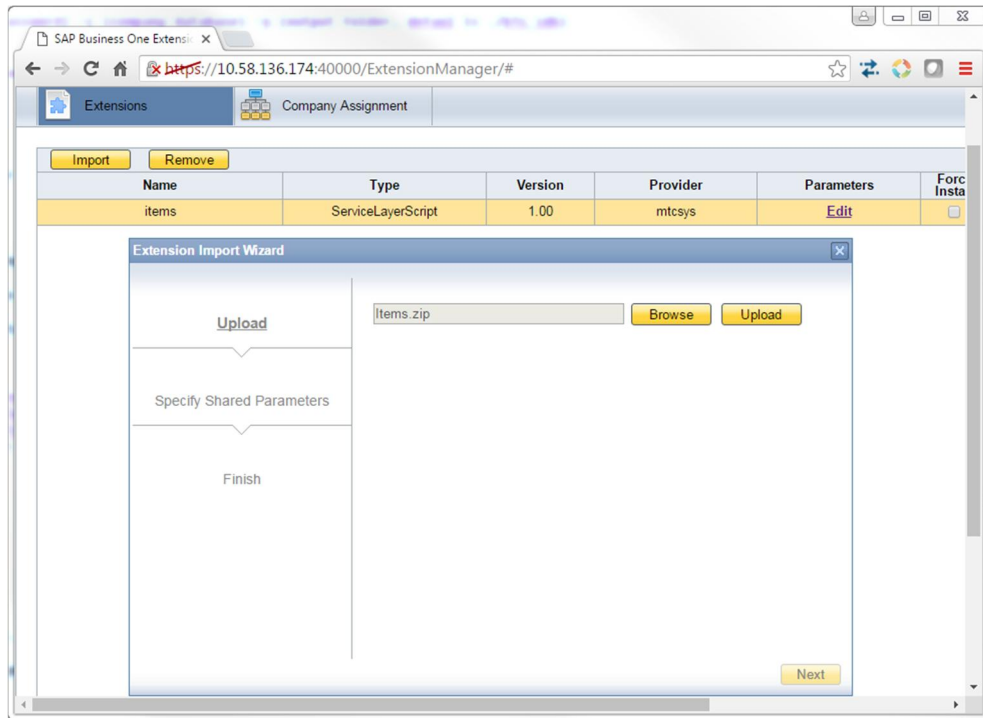 SAP Business One Extensi
https://10.58.136.174:40000/ExtensionManager/#
Extensions
Company Assignment
Import
Remove
Name
Type
Version
Provider
Parameters
Forc
Insta
items
ServiceLayerScript
1.00
mtcsys
Edit
Extension Import Wizard
Upload
Specify Shared Parameters
Finish
Items.zip
Browse
Upload
Next